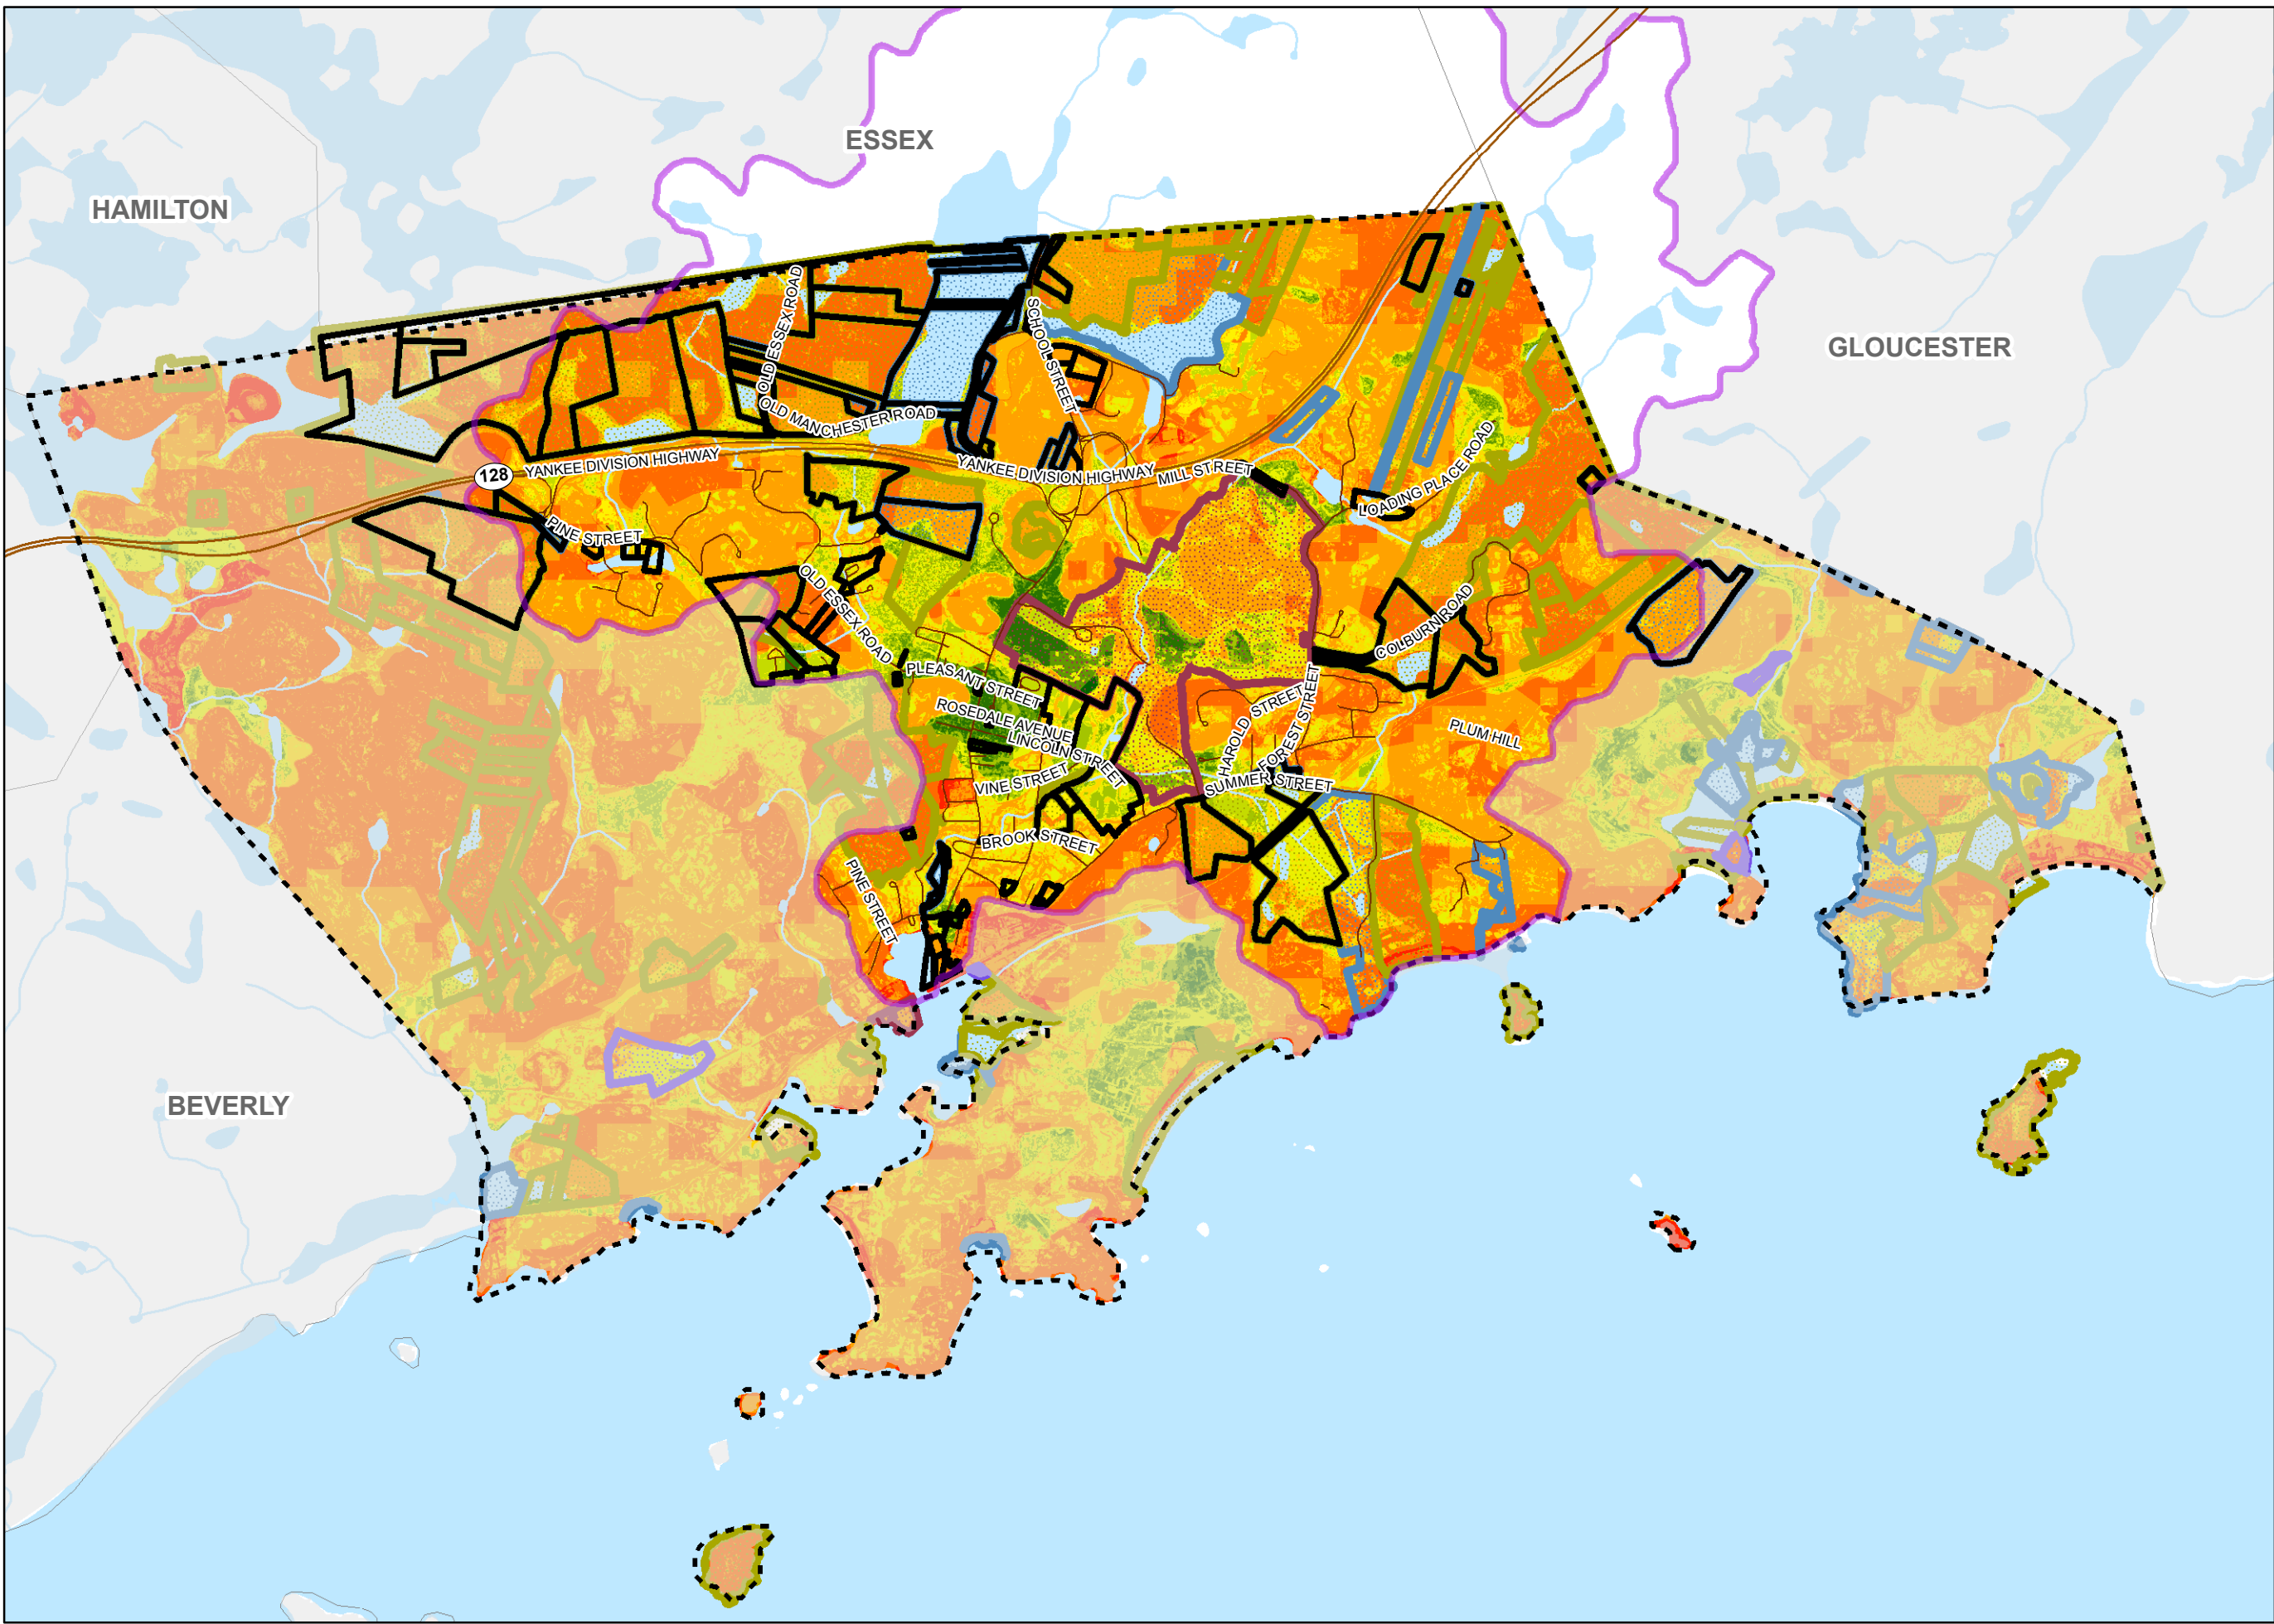 ESSEX
HAMILTON
GLOUCESTER
OLD ESSEX ROAD
SCHOOL STREET
OLD MANCHESTER ROAD
YANKEE DIVISION HIGHWAY
128
YANKEE DIVISION HIGHWAY
MILL STREET
LOADING PLACE ROAD
PINE STREET
OLD ESSEX ROAD
COLBURN ROAD
PLEASANT STREET
ROSEDALE AVENUE
LINCOLN STREET
HAROLD STREET
FOREST STREET
PLUM HILL
VINE STREET
SUMMER STREET
BROOK STREET
PINE STREET
BEVERLY